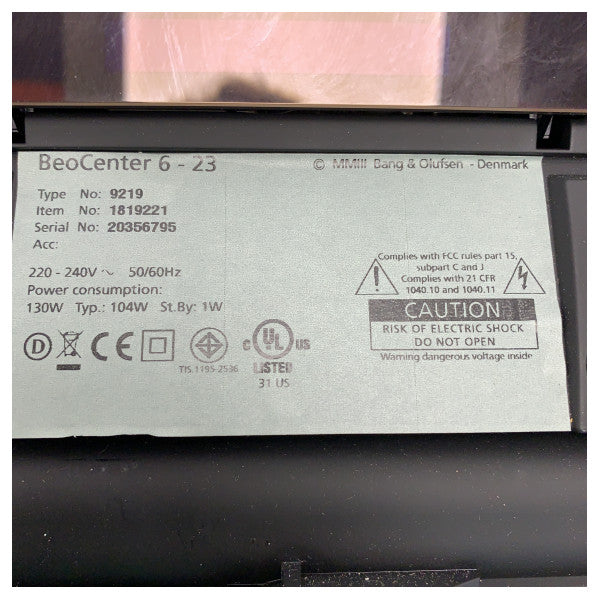 BeoCenter 6 - 23
© MMIII Bang & Olufsen - Denmark
Type No: 9219
Item No: 1819221
Serial No: 20356795
Acc:
220 - 240V ~ 50/60Hz
Power consumption:
130W Typ.: 104W St.By: 1W
D CE
TIS.1195-2536
C UL US
LISTED
31 US
Complies with FCC rules part 15,
subpart C and J
Complies with 21 CFR
1040.10 and 1040.11
CAUTION
RISK OF ELECTRIC SHOCK
DO NOT OPEN
Warning dangerous voltage inside